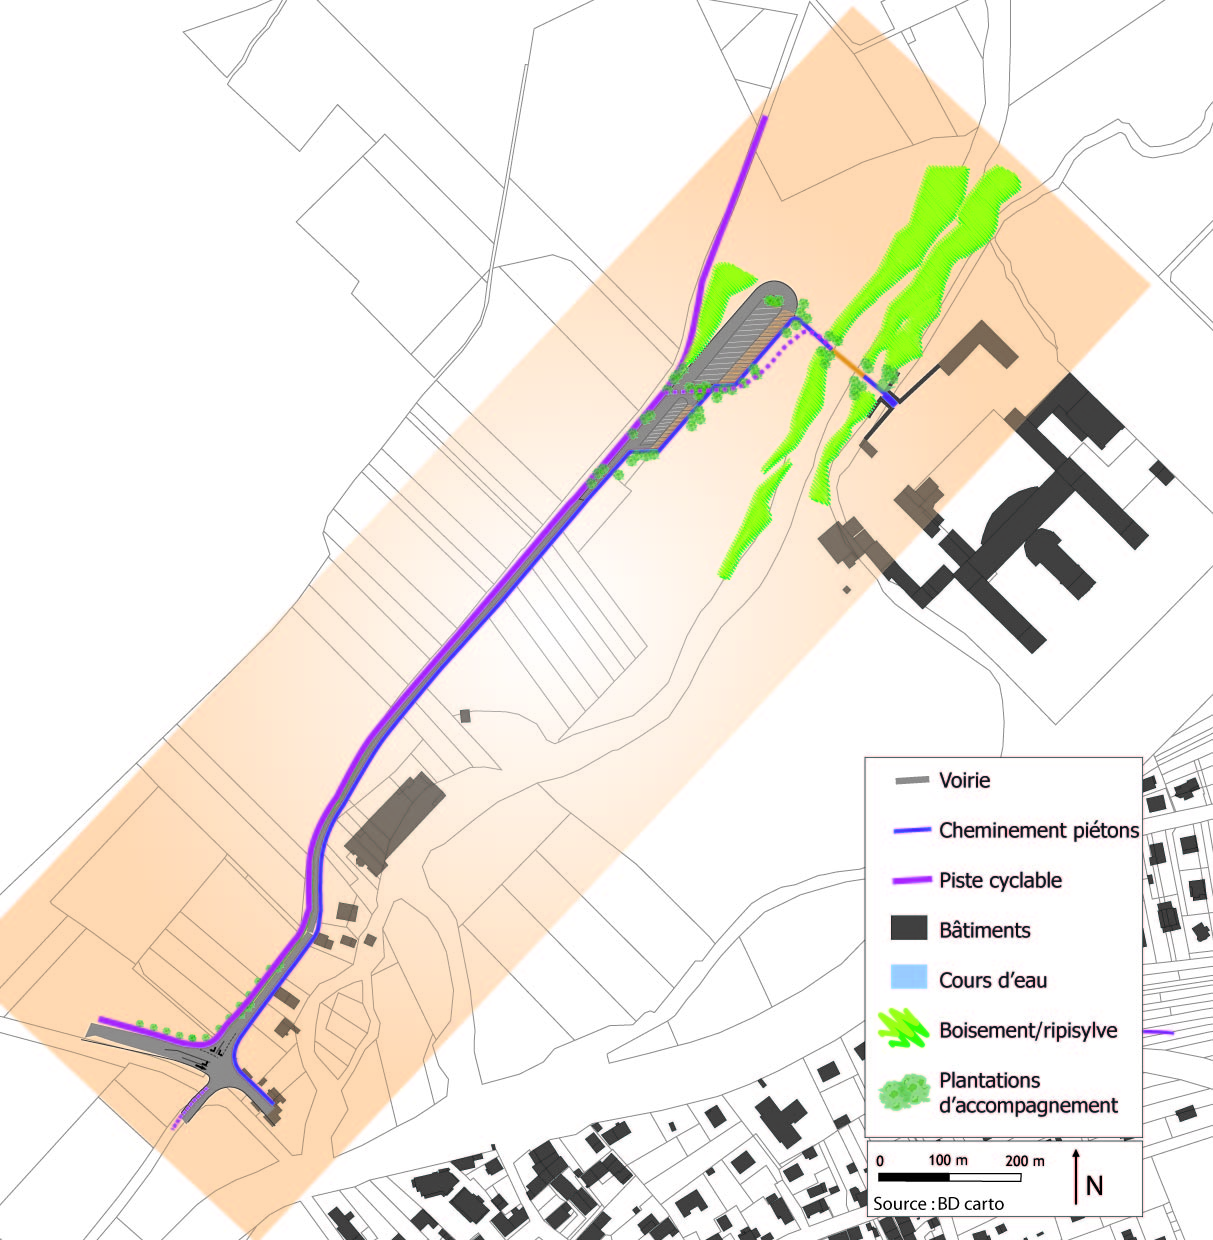 Voirie
Cheminement piétons
Piste cyclable
Bâtiments
Cours d'eau
Boisement/ripisylve
Plantations
d'accompagnement
0 100 m 200 m
N
Source : BD carto